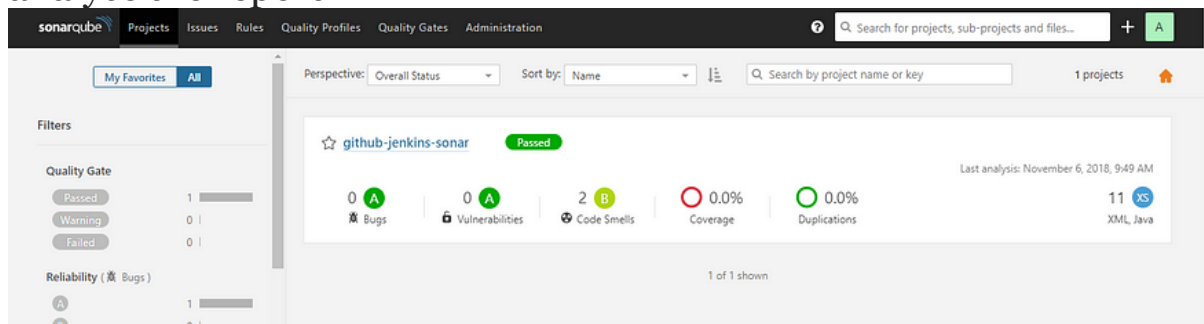 sonarqube Projects Issues Rules Quality Profiles Quality Gates Administration ? Search for projects, sub-projects and files... + A
My Favorites All Perspective: Overall Status Sort by: Name Search by project name or key 1 projects
Filters
github-jenkins-sonar Passed
Last analysis: November 6, 2018, 9:49 AM
Quality Gate
Passed 1
Warning 0
Failed 0
0 A 0 A 2 B 0.0% 0.0% 11 XS
Bugs Vulnerabilities Code Smells Coverage Duplications XML, Java
Reliability ( Bugs )
1 of 1 shown
A 1